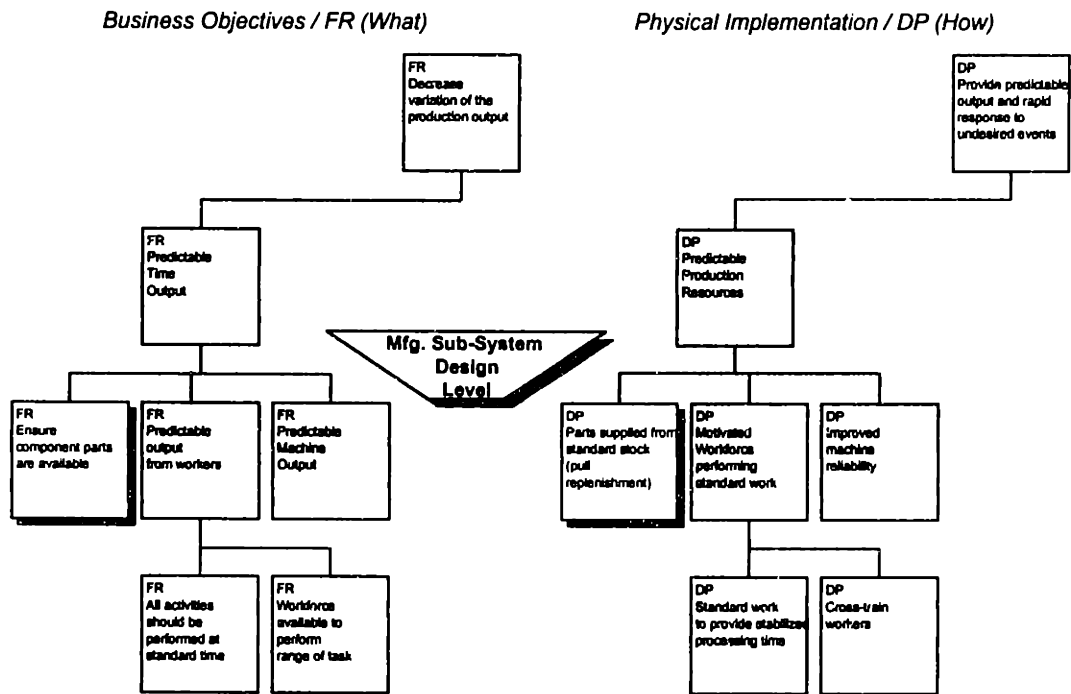 Business Objectives / FR (What)
Physical Implementation / DP (How)
FR
Decrease
variation of the
production output
DP
Provide predictable
output and rapid
response to
undesired events
FR
Predictable
Time
Output
DP
Predictable
Production
Resources
Mfg. Sub-System
Design
Level
FR
Ensure
component parts
are available
FR
Predictable
output
from workers
FR
Predictable
Machine
Output
DP
Parts supplied from
standard stock
(pull
replenishment)
DP
Motivated
Workforce
performing
standard work
DP
Improved
machine
reliability
FR
All activities
should be
performed at
standard time
FR
Workforce
available to
perform
range of task
DP
Standard work
to provide stabilized
processing time
DP
Cross-train
workers